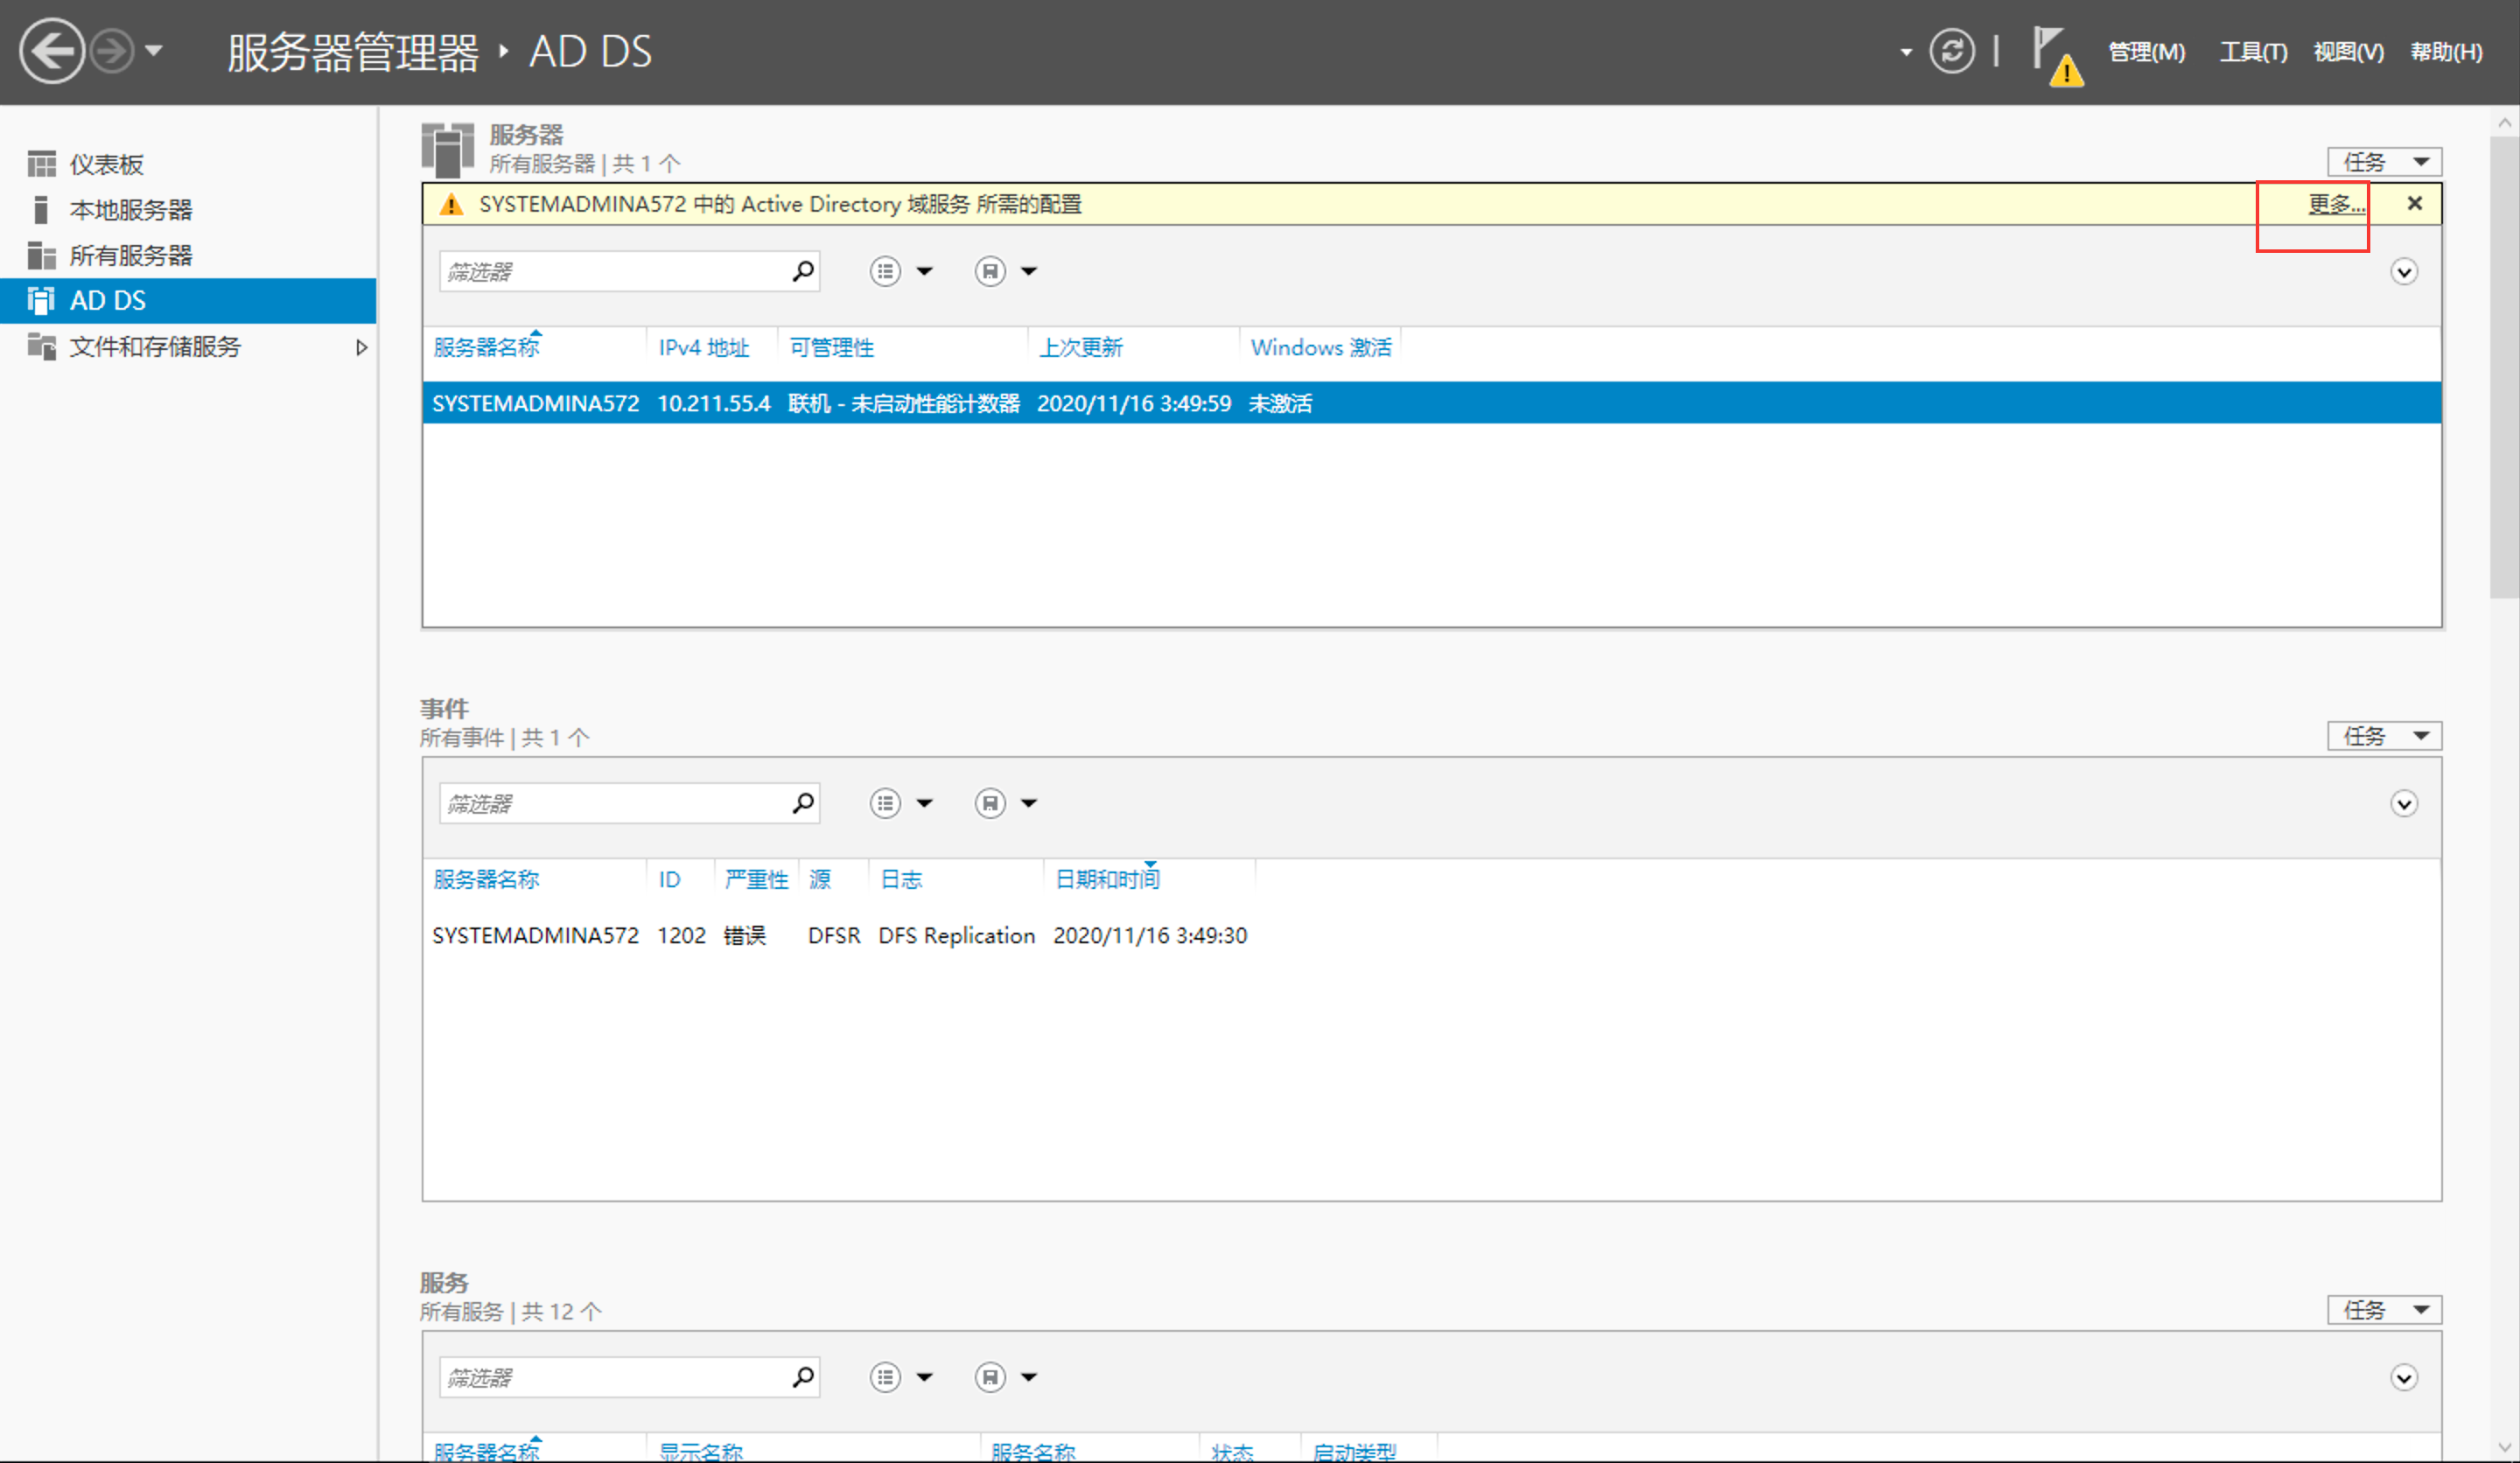 服务器管理器 ‣ AD DS
管理(M) 工具(T) 视图(V) 帮助(H)
仪表板
本地服务器
所有服务器
AD DS
文件和存储服务
服务器
所有服务器 | 共 1 个
任务
SYSTEMADMINA572 中的 Active Directory 域服务 所需的配置
更多...
筛选器
服务器名称 IPv4 地址 可管理性 上次更新 Windows 激活
SYSTEMADMINA572 10.211.55.4 联机 - 未启动性能计数器 2020/11/16 3:49:59 未激活
事件
所有事件 | 共 1 个
任务
筛选器
服务器名称 ID 严重性 源 日志 日期和时间
SYSTEMADMINA572 1202 错误 DFSR DFS Replication 2020/11/16 3:49:30
服务
所有服务 | 共 12 个
任务
筛选器
服务器名称 显示名称 服务名称 状态 启动类型